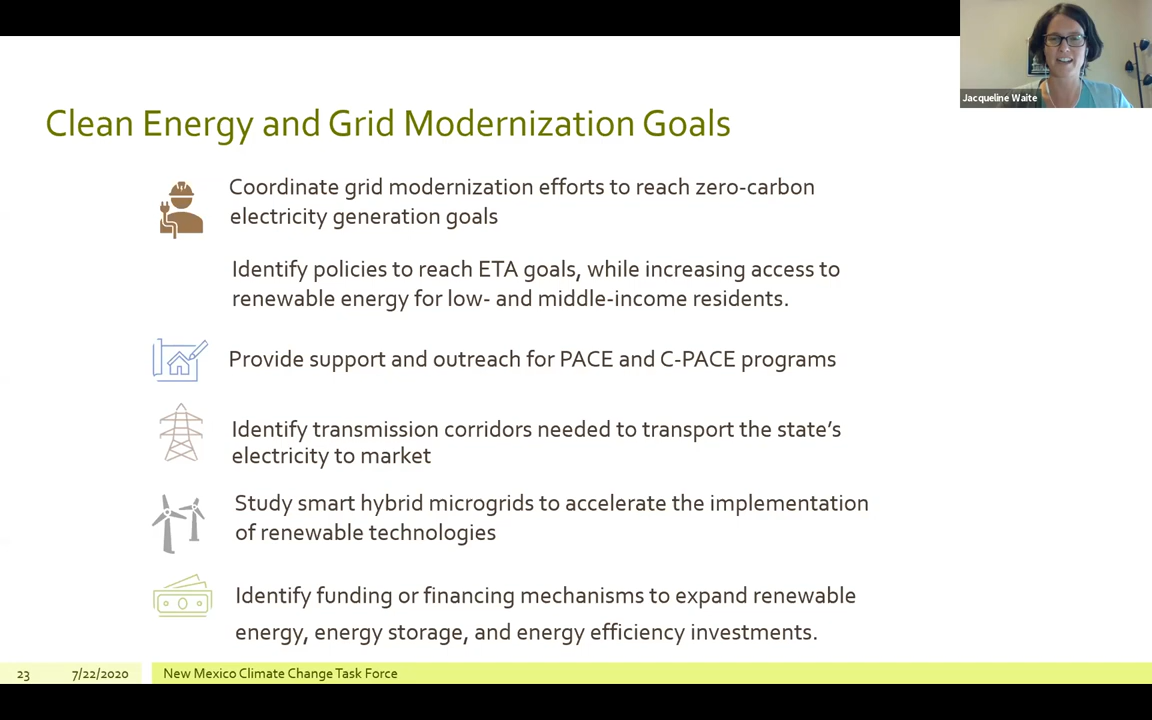 Jacqueline Waite
Clean Energy and Grid Modernization Goals
Coordinate grid modernization efforts to reach zero-carbon
electricity generation goals
Identify policies to reach ETA goals, while increasing access to
renewable energy for low- and middle-income residents.
Provide support and outreach for PACE and C-PACE programs
Identify transmission corridors needed to transport the state’s
electricity to market
Study smart hybrid microgrids to accelerate the implementation
of renewable technologies
Identify funding or financing mechanisms to expand renewable
energy, energy storage, and energy efficiency investments.
23 7/22/2020 New Mexico Climate Change Task Force